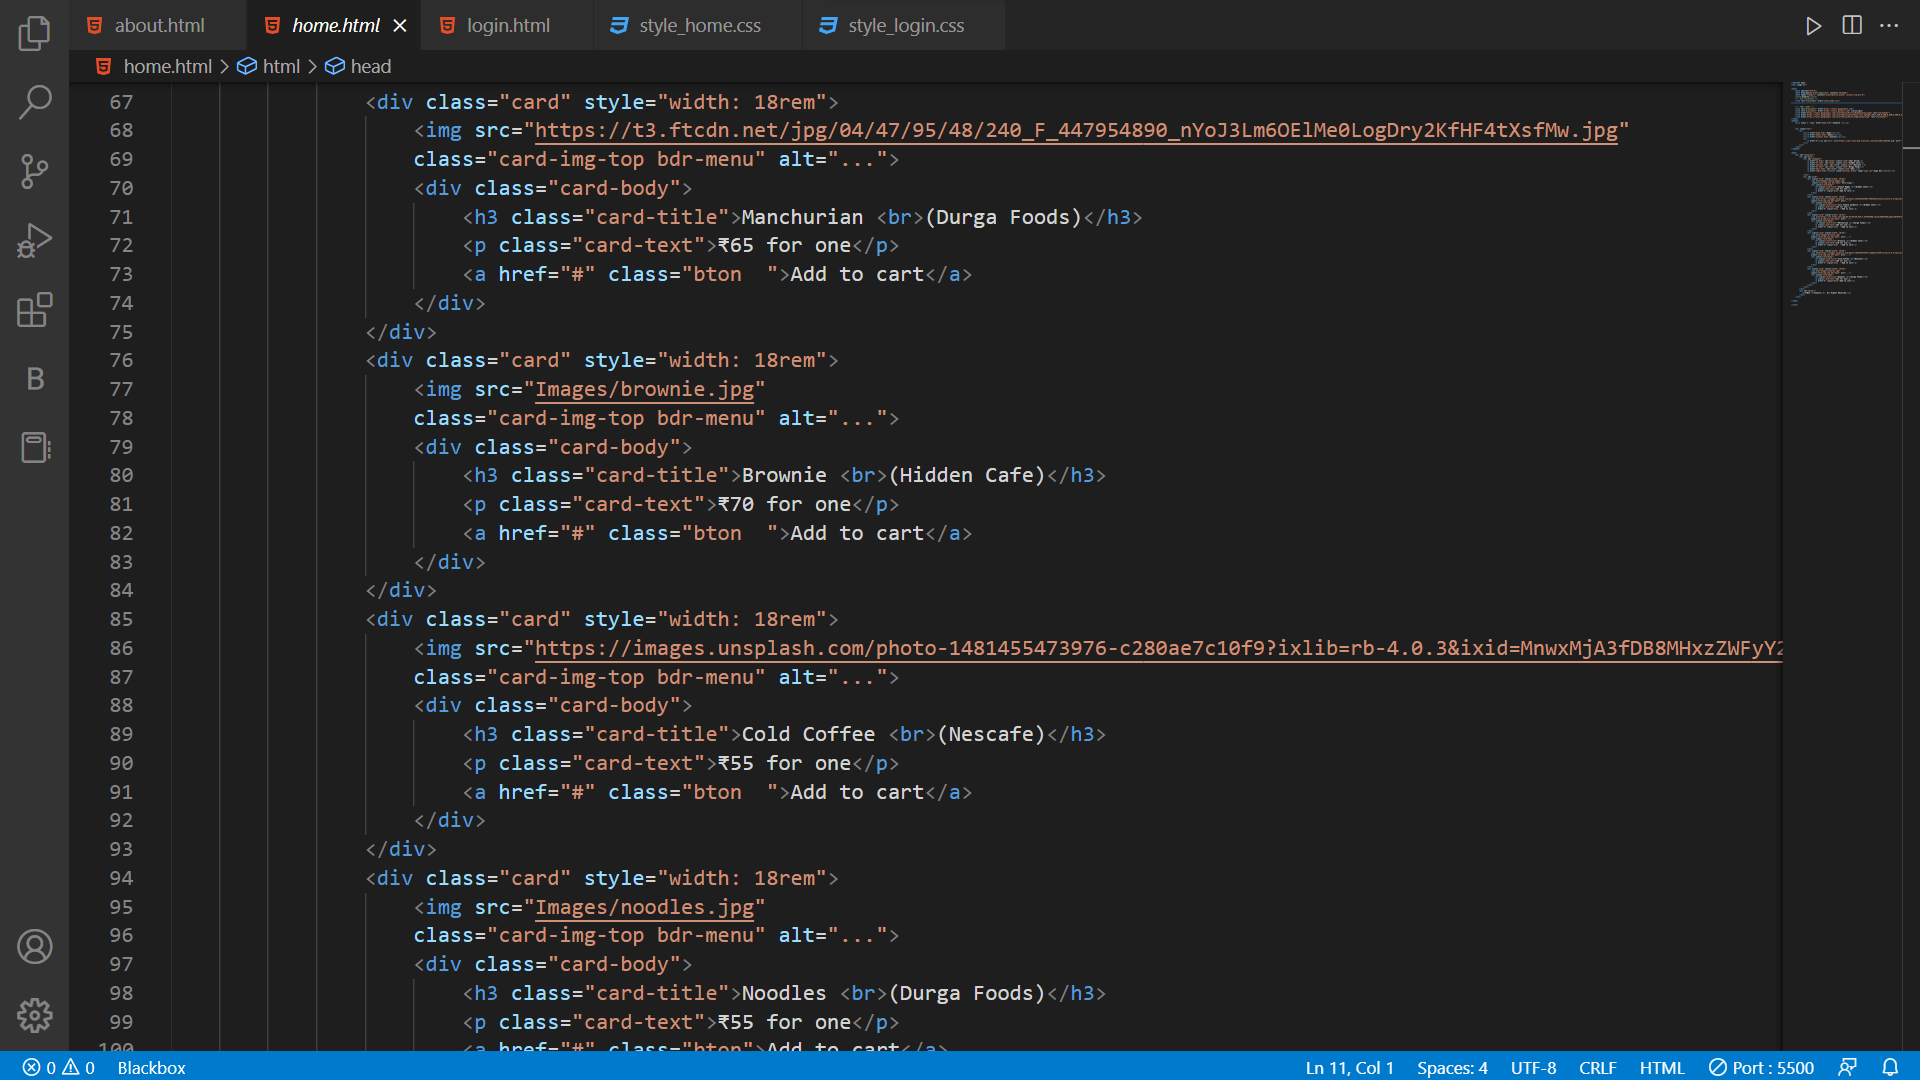 about.html home.html login.html style_home.css style_login.css
home.html > html > head
67 <div class="card" style="width: 18rem">
68 <img src="https://t3.ftcdn.net/jpg/04/47/95/48/240_F_447954890_nYoJ3Lm6OElMe0LogDry2KfHF4tXsfMw.jpg"
69 class="card-img-top bdr-menu" alt="...">
70 <div class="card-body">
71 <h3 class="card-title">Manchurian <br>(Durga Foods)</h3>
72 <p class="card-text">₹65 for one</p>
73 <a href="#" class="bton  ">Add to cart</a>
74 </div>
75 </div>
76 <div class="card" style="width: 18rem">
77 <img src="Images/brownie.jpg"
78 class="card-img-top bdr-menu" alt="...">
79 <div class="card-body">
80 <h3 class="card-title">Brownie <br>(Hidden Cafe)</h3>
81 <p class="card-text">₹70 for one</p>
82 <a href="#" class="bton  ">Add to cart</a>
83 </div>
84 </div>
85 <div class="card" style="width: 18rem">
86 <img src="https://images.unsplash.com/photo-1481455473976-c280ae7c10f9?ixlib=rb-4.0.3&ixid=MnwxMjA3fDB8MHxzZWFyY2
87 class="card-img-top bdr-menu" alt="...">
88 <div class="card-body">
89 <h3 class="card-title">Cold Coffee <br>(Nescafe)</h3>
90 <p class="card-text">₹55 for one</p>
91 <a href="#" class="bton  ">Add to cart</a>
92 </div>
93 </div>
94 <div class="card" style="width: 18rem">
95 <img src="Images/noodles.jpg"
96 class="card-img-top bdr-menu" alt="...">
97 <div class="card-body">
98 <h3 class="card-title">Noodles <br>(Durga Foods)</h3>
99 <p class="card-text">₹55 for one</p>
100 <a href="#" class="bton">Add to cart</a>
0 0 Blackbox Ln 11, Col 1 Spaces: 4 UTF-8 CRLF HTML Port : 5500